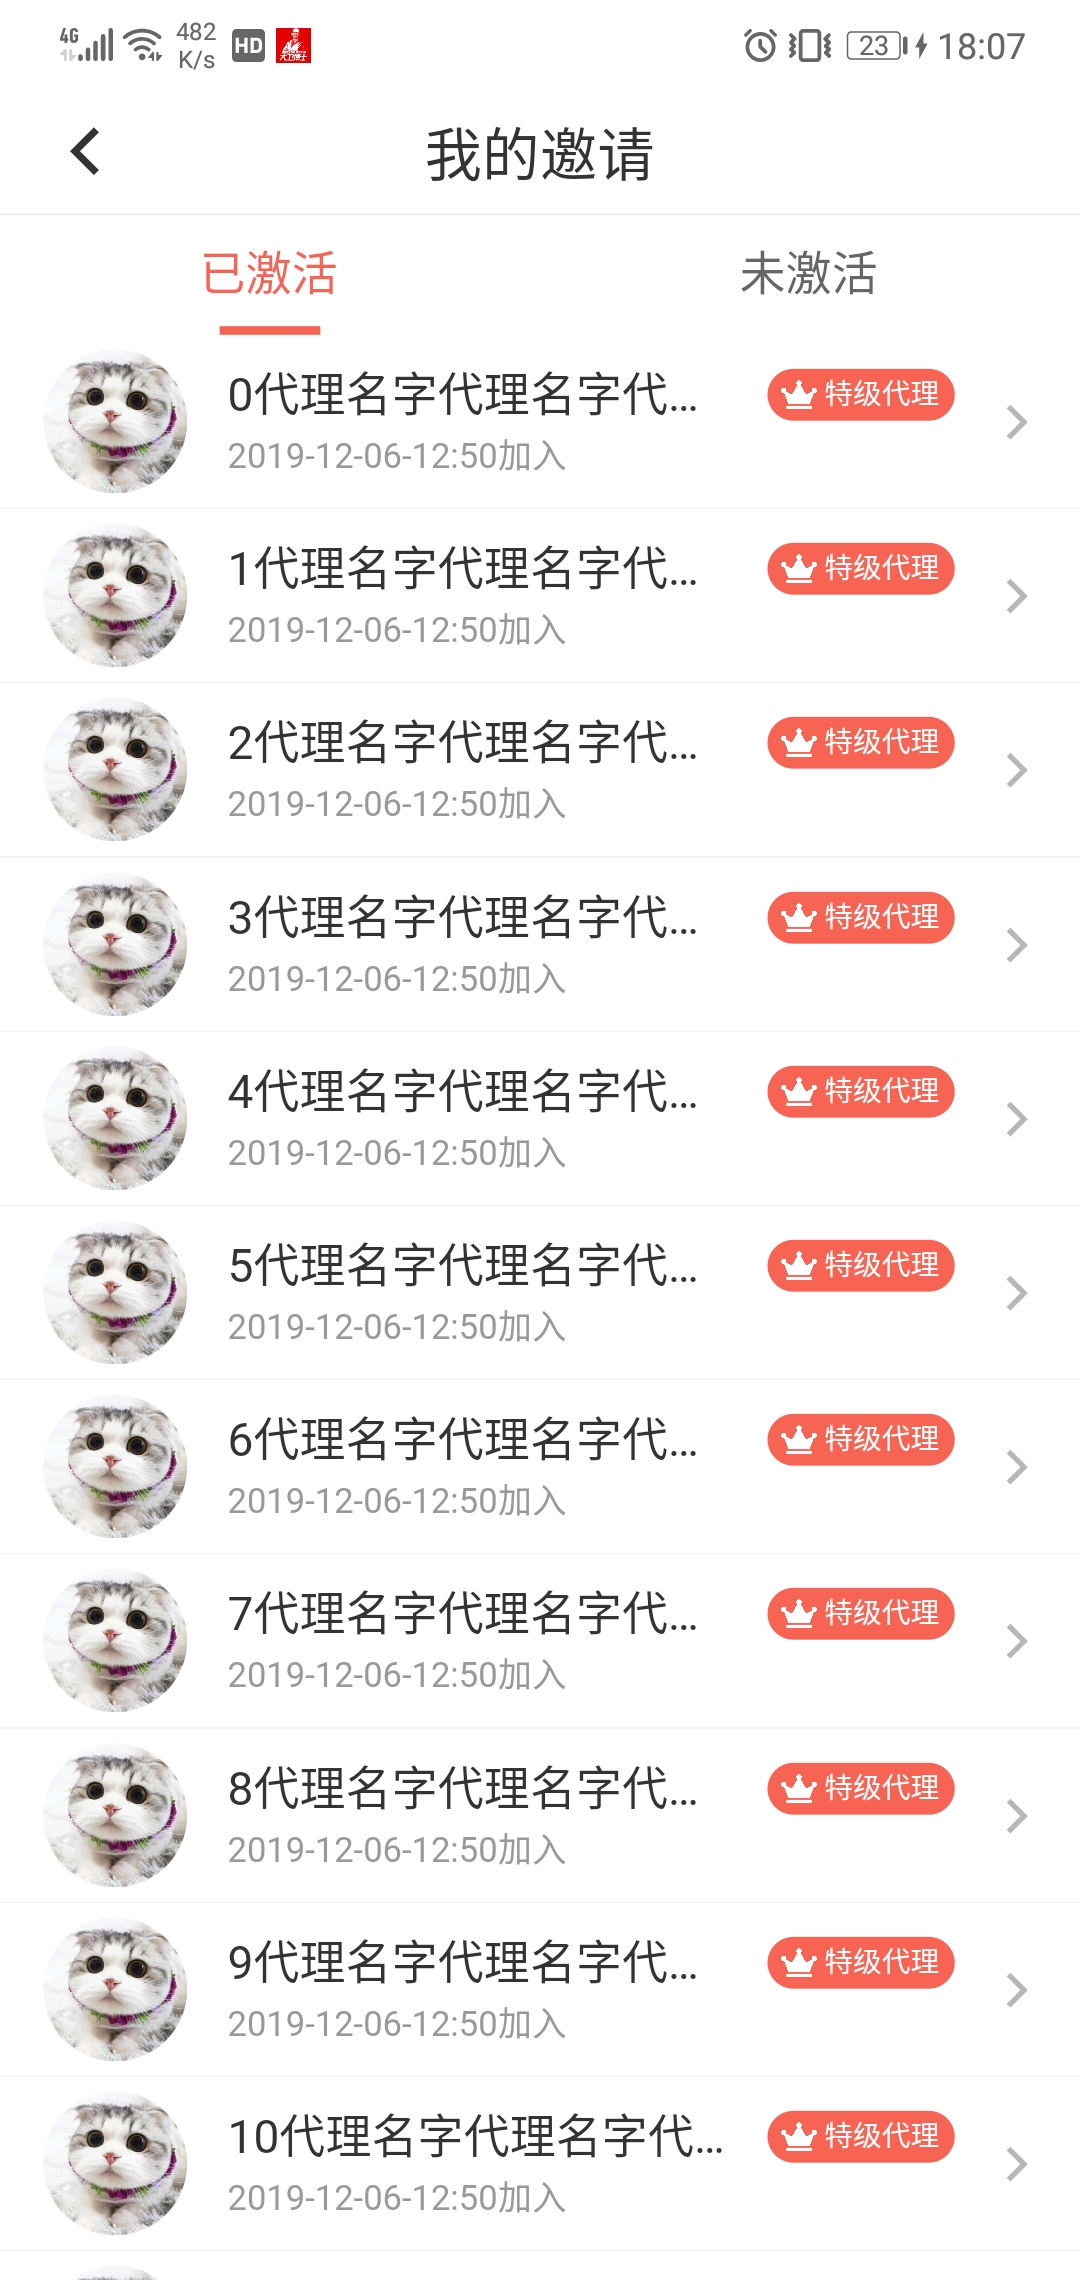 4G 482 K/s HD 23 18:07
我的邀请
已激活 未激活
0代理名字代理名字代... 特级代理
2019-12-06-12:50加入
1代理名字代理名字代... 特级代理
2019-12-06-12:50加入
2代理名字代理名字代... 特级代理
2019-12-06-12:50加入
3代理名字代理名字代... 特级代理
2019-12-06-12:50加入
4代理名字代理名字代... 特级代理
2019-12-06-12:50加入
5代理名字代理名字代... 特级代理
2019-12-06-12:50加入
6代理名字代理名字代... 特级代理
2019-12-06-12:50加入
7代理名字代理名字代... 特级代理
2019-12-06-12:50加入
8代理名字代理名字代... 特级代理
2019-12-06-12:50加入
9代理名字代理名字代... 特级代理
2019-12-06-12:50加入
10代理名字代理名字代... 特级代理
2019-12-06-12:50加入